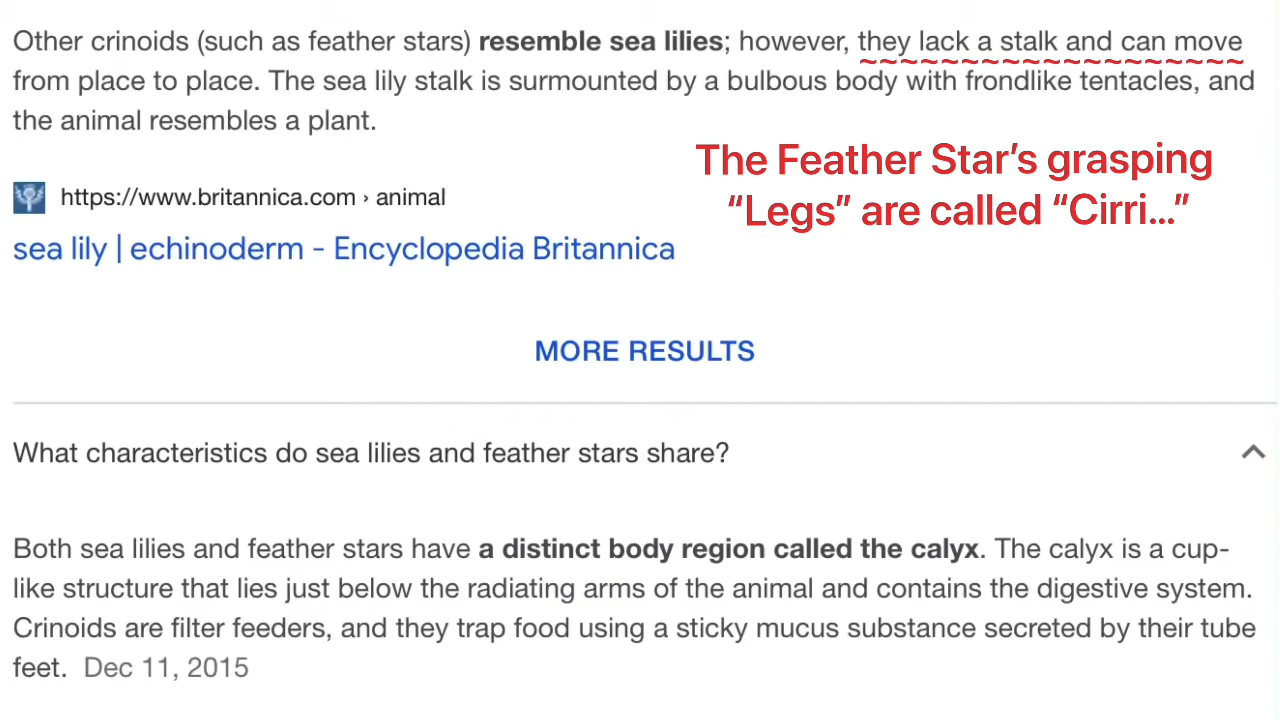 Other crinoids (such as feather stars) resemble sea lilies; however, they lack a stalk and can move
from place to place. The sea lily stalk is surmounted by a bulbous body with frondlike tentacles, and
the animal resembles a plant.
The Feather Star’s grasping
“Legs” are called “Cirri…”
https://www.britannica.com › animal
sea lily | echinoderm - Encyclopedia Britannica
MORE RESULTS
What characteristics do sea lilies and feather stars share?
Both sea lilies and feather stars have a distinct body region called the calyx. The calyx is a cup-
like structure that lies just below the radiating arms of the animal and contains the digestive system.
Crinoids are filter feeders, and they trap food using a sticky mucus substance secreted by their tube
feet. Dec 11, 2015